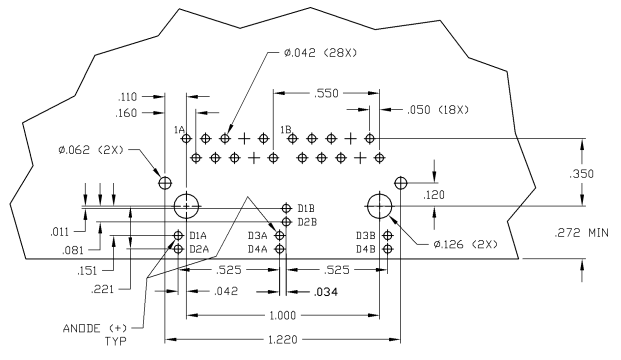 Ø.042 (28X)
.110
.550
.160
.050 (18X)
1A
1B
Ø.062 (2X)
.350
.120
D1B
.011
D2B
.081
D1A
D3A
D3B
Ø.126 (2X)
.272 MIN
.151
D2A
D4A
D4B
.221
.525
.525
.042
.034
ANODE (+)
TYP
1.000
1.220